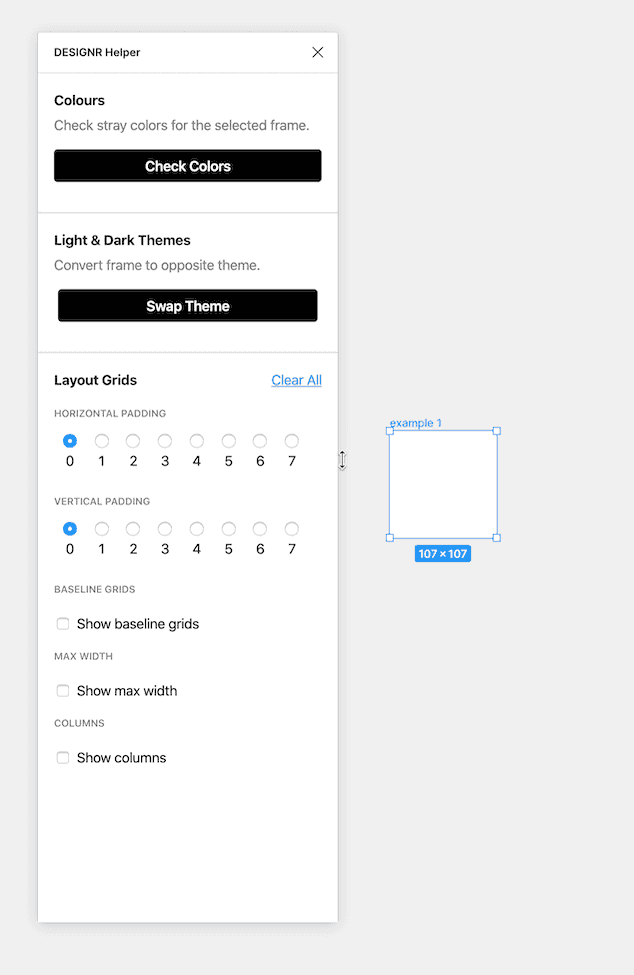 DESIGNR Helper
Colours
Check stray colors for the selected frame.
Check Colors
Light & Dark Themes
Convert frame to opposite theme.
Swap Theme
Layout Grids Clear All
HORIZONTAL PADDING
0 1 2 3 4 5 6 7
VERTICAL PADDING
0 1 2 3 4 5 6 7
BASELINE GRIDS
Show baseline grids
MAX WIDTH
Show max width
COLUMNS
Show columns
example 1
107 × 107